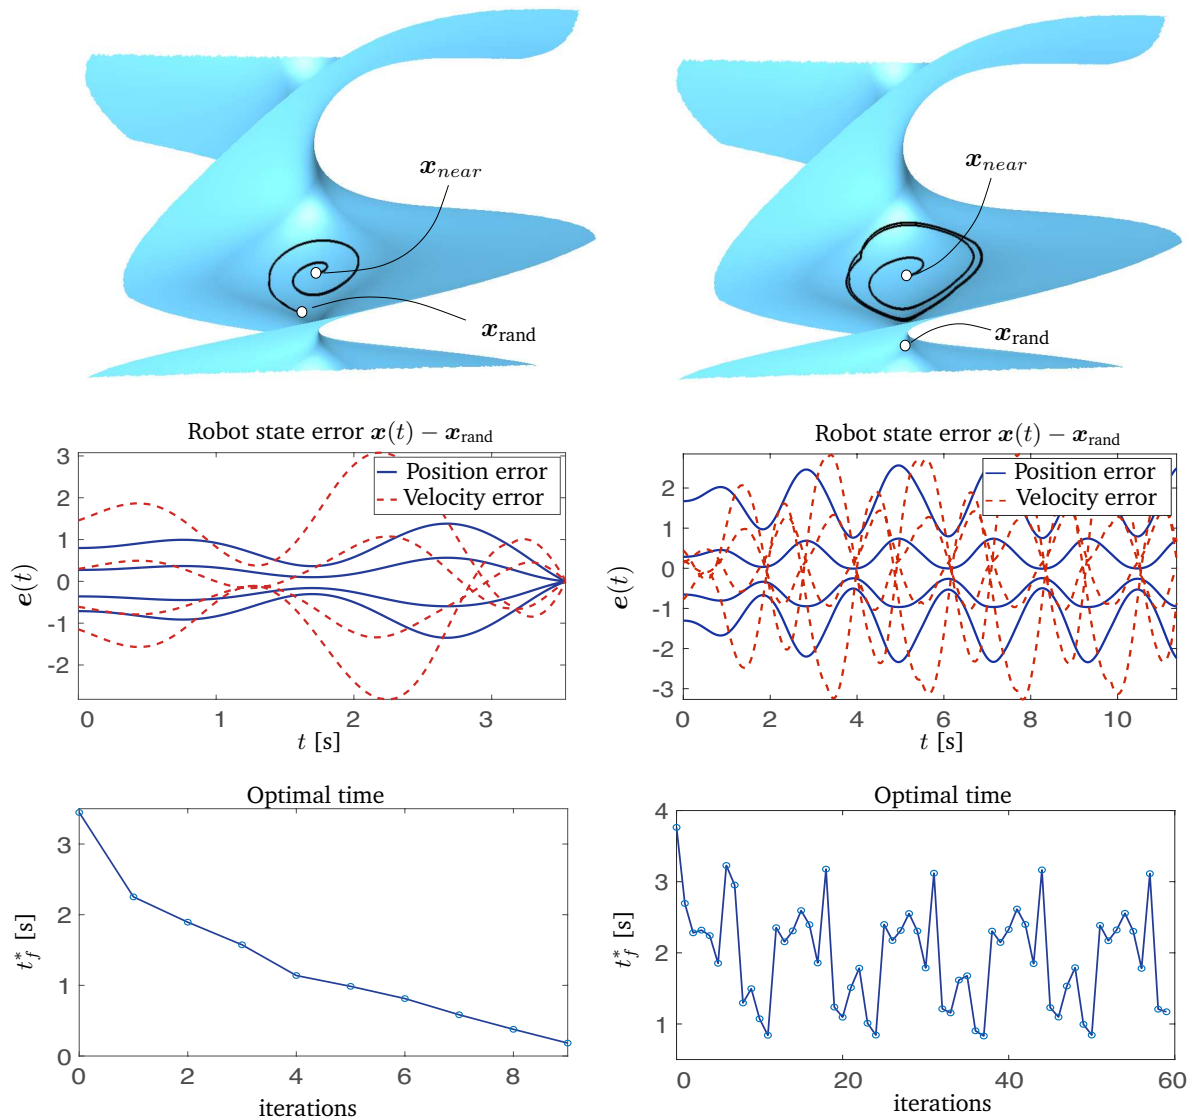 x_near
x_near
x_rand
x_rand
Robot state error x(t) − x_rand
Robot state error x(t) − x_rand
3
2
1
0
-1
-2
e(t)
Position error
Velocity error
0 1 2 3
t [s]
2
1
0
-1
-2
-3
e(t)
Position error
Velocity error
0 2 4 6 8 10
t [s]
Optimal time
3
2
1
0
t_f^* [s]
0 2 4 6 8
iterations
Optimal time
4
3
2
1
t_f^* [s]
0 20 40 60
iterations